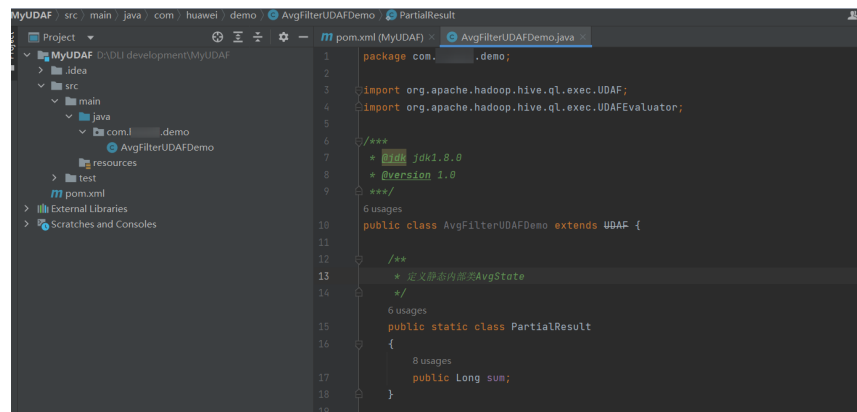 MyUDAF › src › main › java › com › huawei › demo › AvgFilterUDAFDemo › PartialResult
Project
pom.xml (MyUDAF) × AvgFilterUDAFDemo.java ×
Project
MyUDAF D:\DLI development\MyUDAF
.idea
src
main
java
com. .demo
AvgFilterUDAFDemo
resources
test
pom.xml
External Libraries
Scratches and Consoles
1 package com. .demo;
2
3 import org.apache.hadoop.hive.ql.exec.UDAF;
4 import org.apache.hadoop.hive.ql.exec.UDAFEvaluator;
5
6 /***
7 * @jdk jdk1.8.0
8 * @version 1.0
9 ***/
6 usages
10 public class AvgFilterUDAFDemo extends UDAF {
11
12 /**
13 * 定义静态内部类AvgState
14 */
6 usages
15 public static class PartialResult
16 {
8 usages
17 public Long sum;
18 }
19